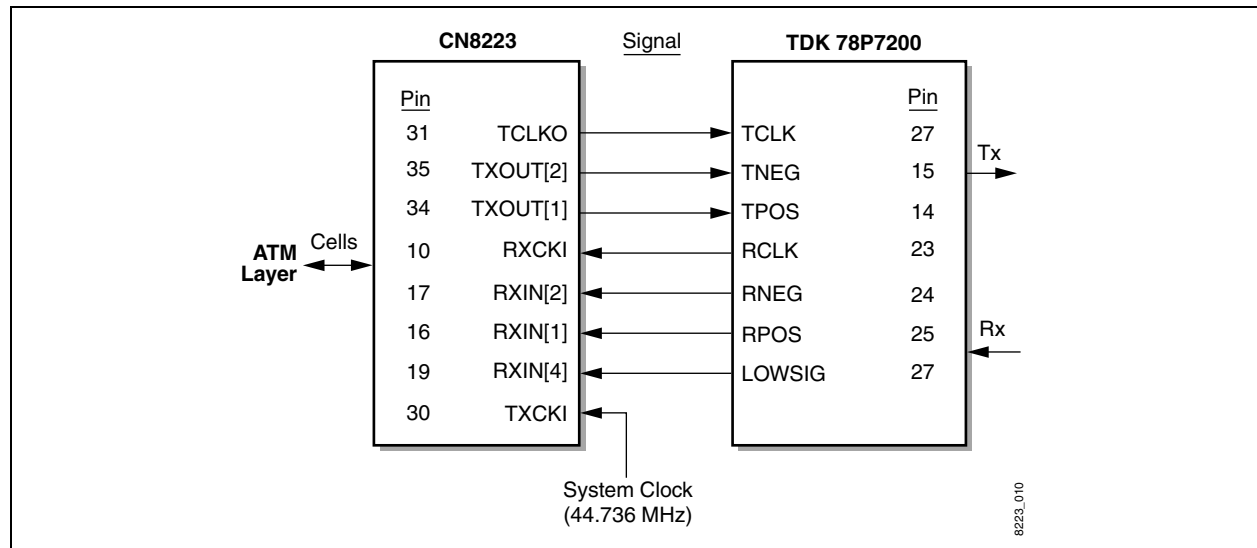 CN8223 Signal TDK 78P7200
Pin Pin
31 TCLKO TCLK 27
Tx
35 TXOUT[2] TNEG 15
34 TXOUT[1] TPOS 14
Cells
ATM
Layer
10 RXCKI RCLK 23
17 RXIN[2] RNEG 24
16 RXIN[1] RPOS 25
Rx
19 RXIN[4] LOWSIG 27
30 TXCKI
System Clock
(44.736 MHz)
8223_010